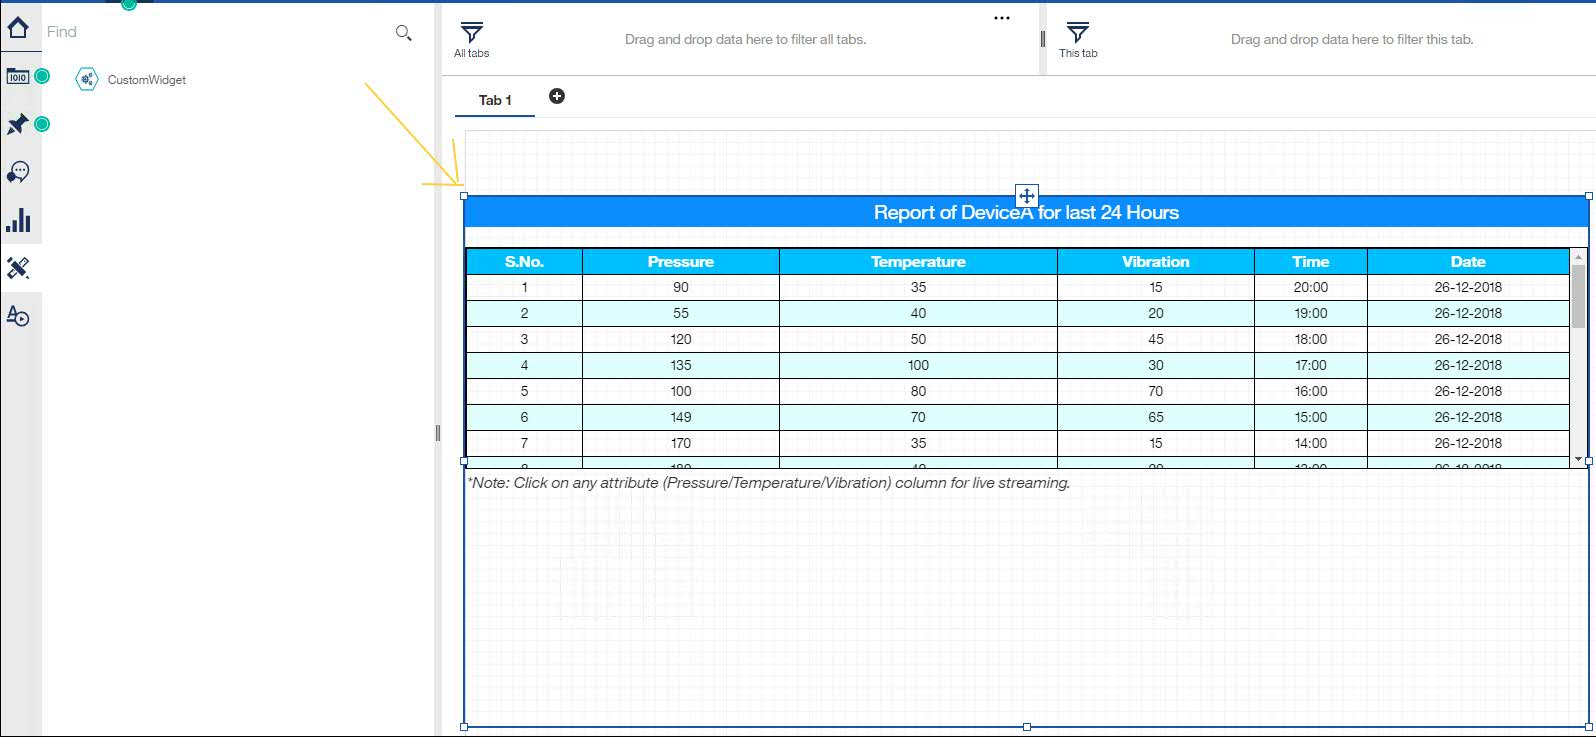 Find
CustomWidget
1010
All tabs
Drag and drop data here to filter all tabs.
This tab
Drag and drop data here to filter this tab.
Tab 1
Report of DeviceA for last 24 Hours
S.No. Pressure Temperature Vibration Time Date
1 90 35 15 20:00 26-12-2018
2 55 40 20 19:00 26-12-2018
3 120 50 45 18:00 26-12-2018
4 135 100 30 17:00 26-12-2018
5 100 80 70 16:00 26-12-2018
6 149 70 65 15:00 26-12-2018
7 170 35 15 14:00 26-12-2018
*Note: Click on any attribute (Pressure/Temperature/Vibration) column for live streaming.